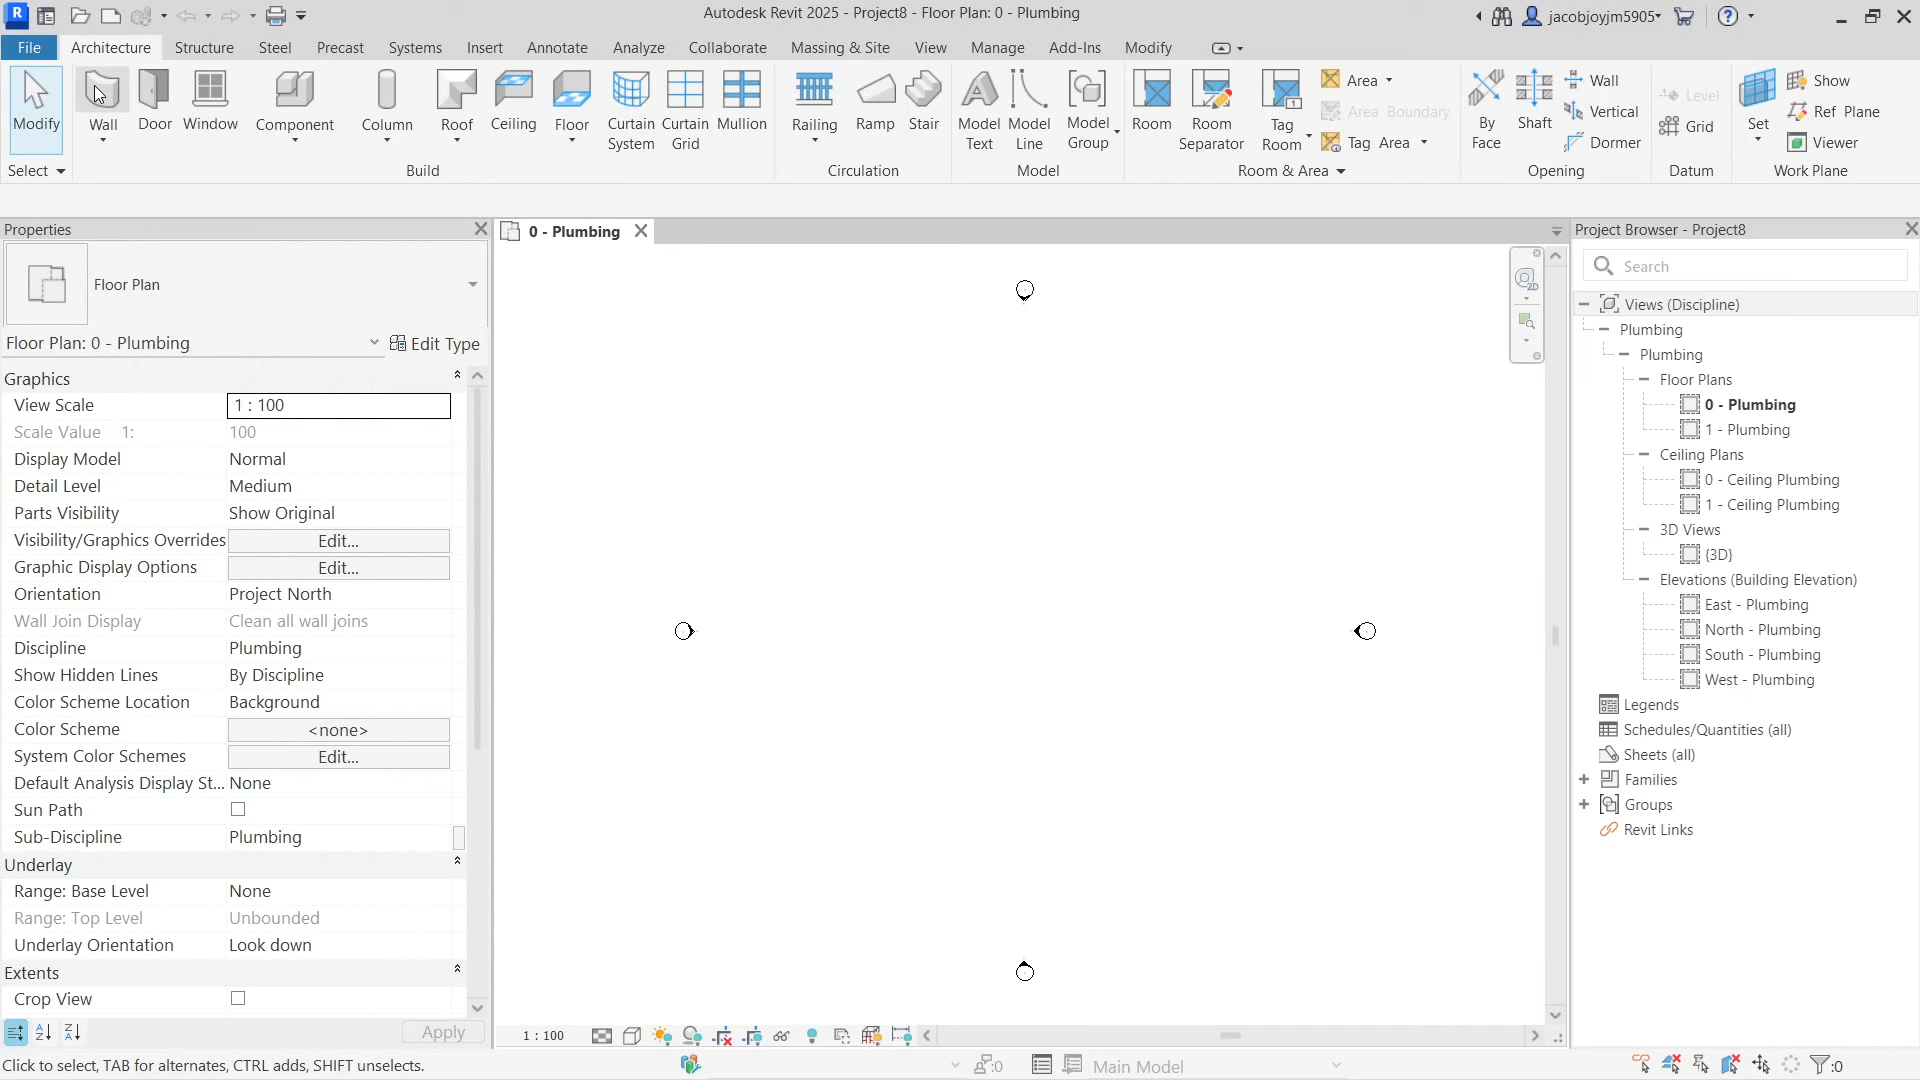 Autodesk Revit 2025 - Project8 - Floor Plan: 0 - Plumbing
jacobjoyjm5905
File Architecture Structure Steel Precast Systems Insert Annotate Analyze Collaborate Massing & Site View Manage Add-Ins Modify
Modify
Wall
Door
Window
Component
Column
Roof
Ceiling
Floor
Curtain System
Curtain Grid
Mullion
Railing
Ramp
Stair
Model Text
Model Line
Model Group
Room
Room Separator
Tag Room
Area
Area Boundary
Tag Area
By Face
Shaft
Wall
Vertical
Dormer
Level
Grid
Set
Show
Ref Plane
Viewer
Select Build Circulation Model Room & Area Opening Datum Work Plane
Properties
Floor Plan
Floor Plan: 0 - Plumbing Edit Type
Graphics
View Scale 1 : 100
Scale Value 1: 100
Display Model Normal
Detail Level Medium
Parts Visibility Show Original
Visibility/Graphics Overrides Edit...
Graphic Display Options Edit...
Orientation Project North
Wall Join Display Clean all wall joins
Discipline Plumbing
Show Hidden Lines By Discipline
Color Scheme Location Background
Color Scheme <none>
System Color Schemes Edit...
Default Analysis Display St... None
Sun Path
Sub-Discipline Plumbing
Underlay
Range: Base Level None
Range: Top Level Unbounded
Underlay Orientation Look down
Extents
Crop View
Apply
0 - Plumbing
2D
1 : 100
Project Browser - Project8
Search
Views (Discipline)
Plumbing
Plumbing
Floor Plans
0 - Plumbing
1 - Plumbing
Ceiling Plans
0 - Ceiling Plumbing
1 - Ceiling Plumbing
3D Views
{3D}
Elevations (Building Elevation)
East - Plumbing
North - Plumbing
South - Plumbing
West - Plumbing
Legends
Schedules/Quantities (all)
Sheets (all)
Families
Groups
Revit Links
Click to select, TAB for alternates, CTRL adds, SHIFT unselects.
:0
Main Model
:0